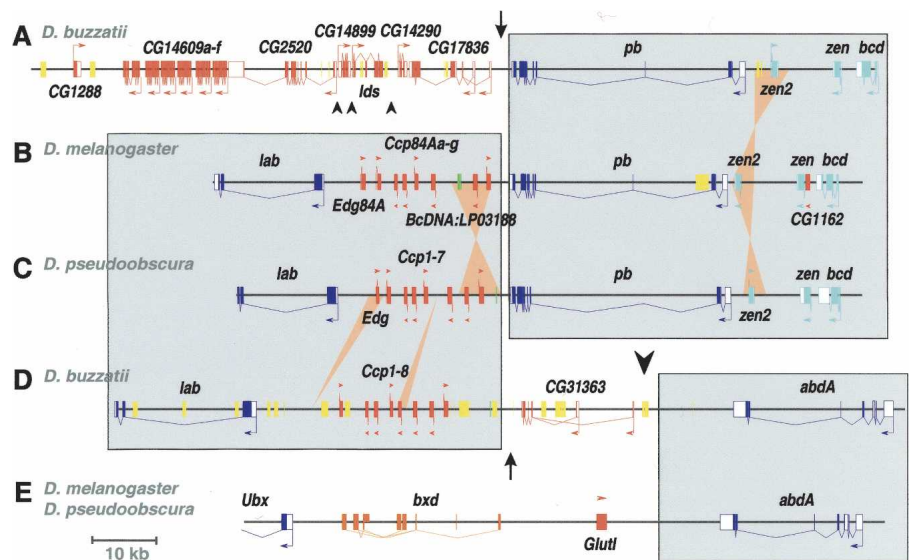 A D. buzzatii
CG14609a-f
CG2520
CG14899
CG14290
CG17836
pb
zen
bcd
CG1288
lds
zen2
B D. melanogaster
lab
Ccp84Aa-g
pb
zen2
zen
bcd
Edg84A
BcDNA:LP03188
CG1162
C D. pseudoobscura
lab
Ccp1-7
pb
zen
bcd
Edg
zen2
D D. buzzatii
lab
Ccp1-8
CG31363
abdA
E D. melanogaster
D. pseudoobscura
Ubx
bxd
abdA
GlutI
10 kb